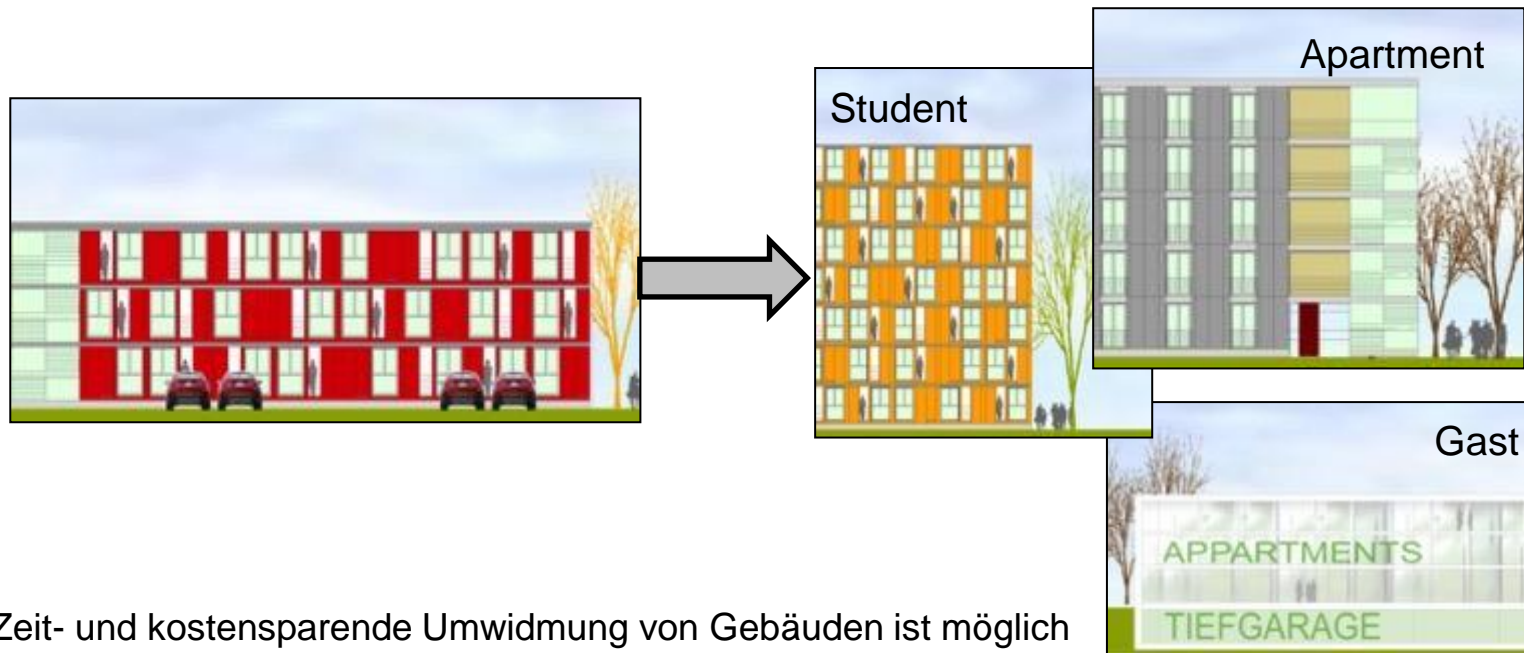 Student
Apartment
Gast
APPARTMENTS
TIEFGARAGE
Zeit- und kostensparende Umwidmung von Gebäuden ist möglich